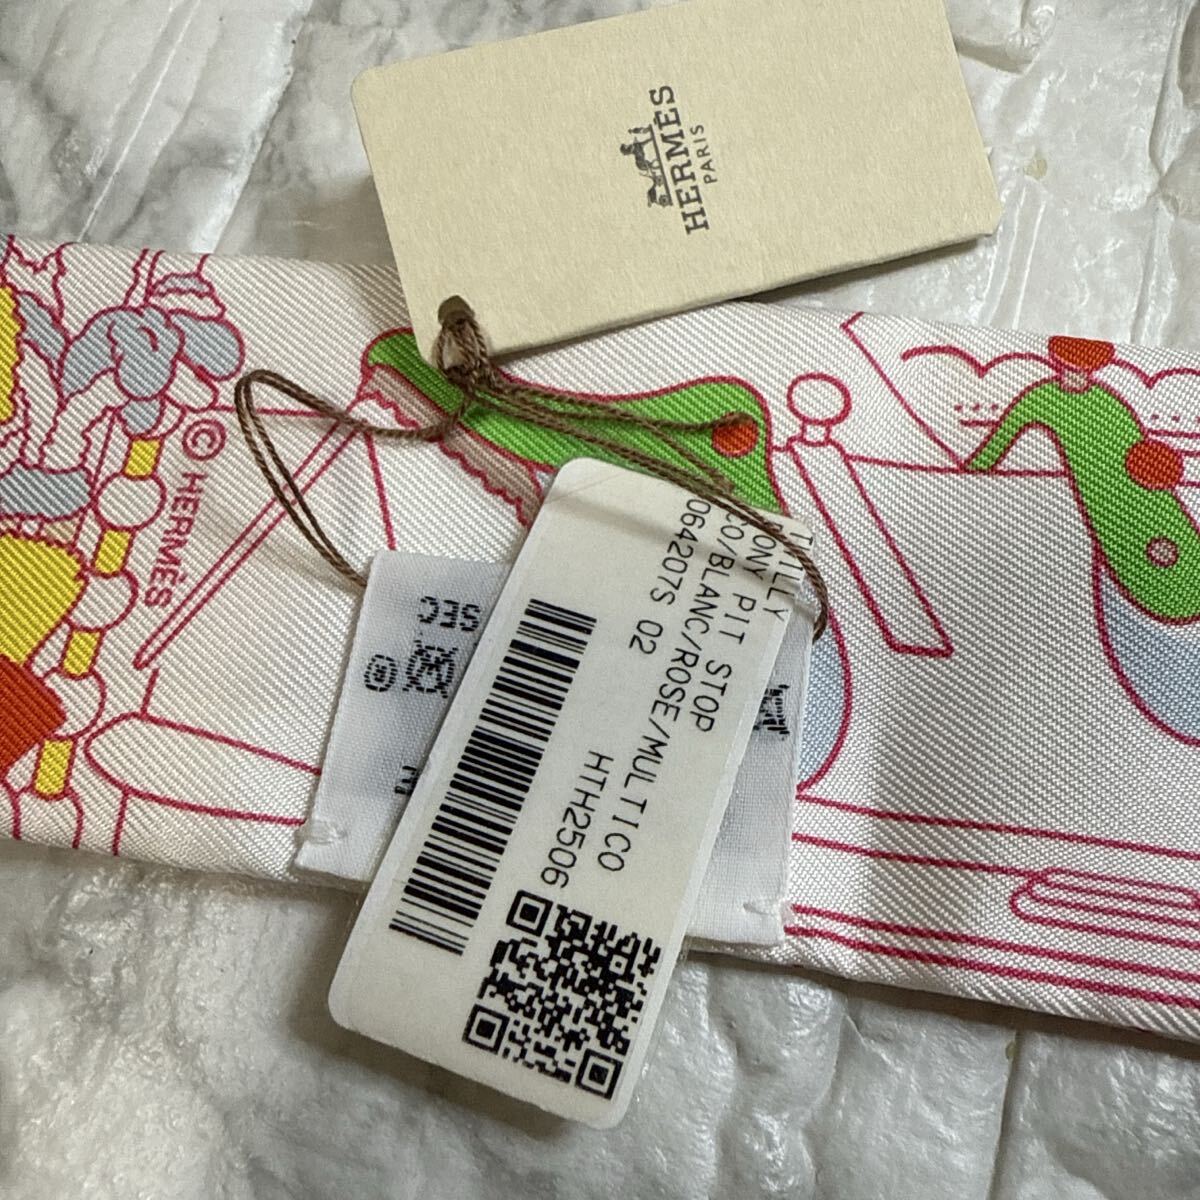 HERMÈS
PARIS
© HERMÈS
TWILLY
PONY PIT STOP
CO/BLANC/ROSE/MULTICO
064207S 02
HTH2506
SEC